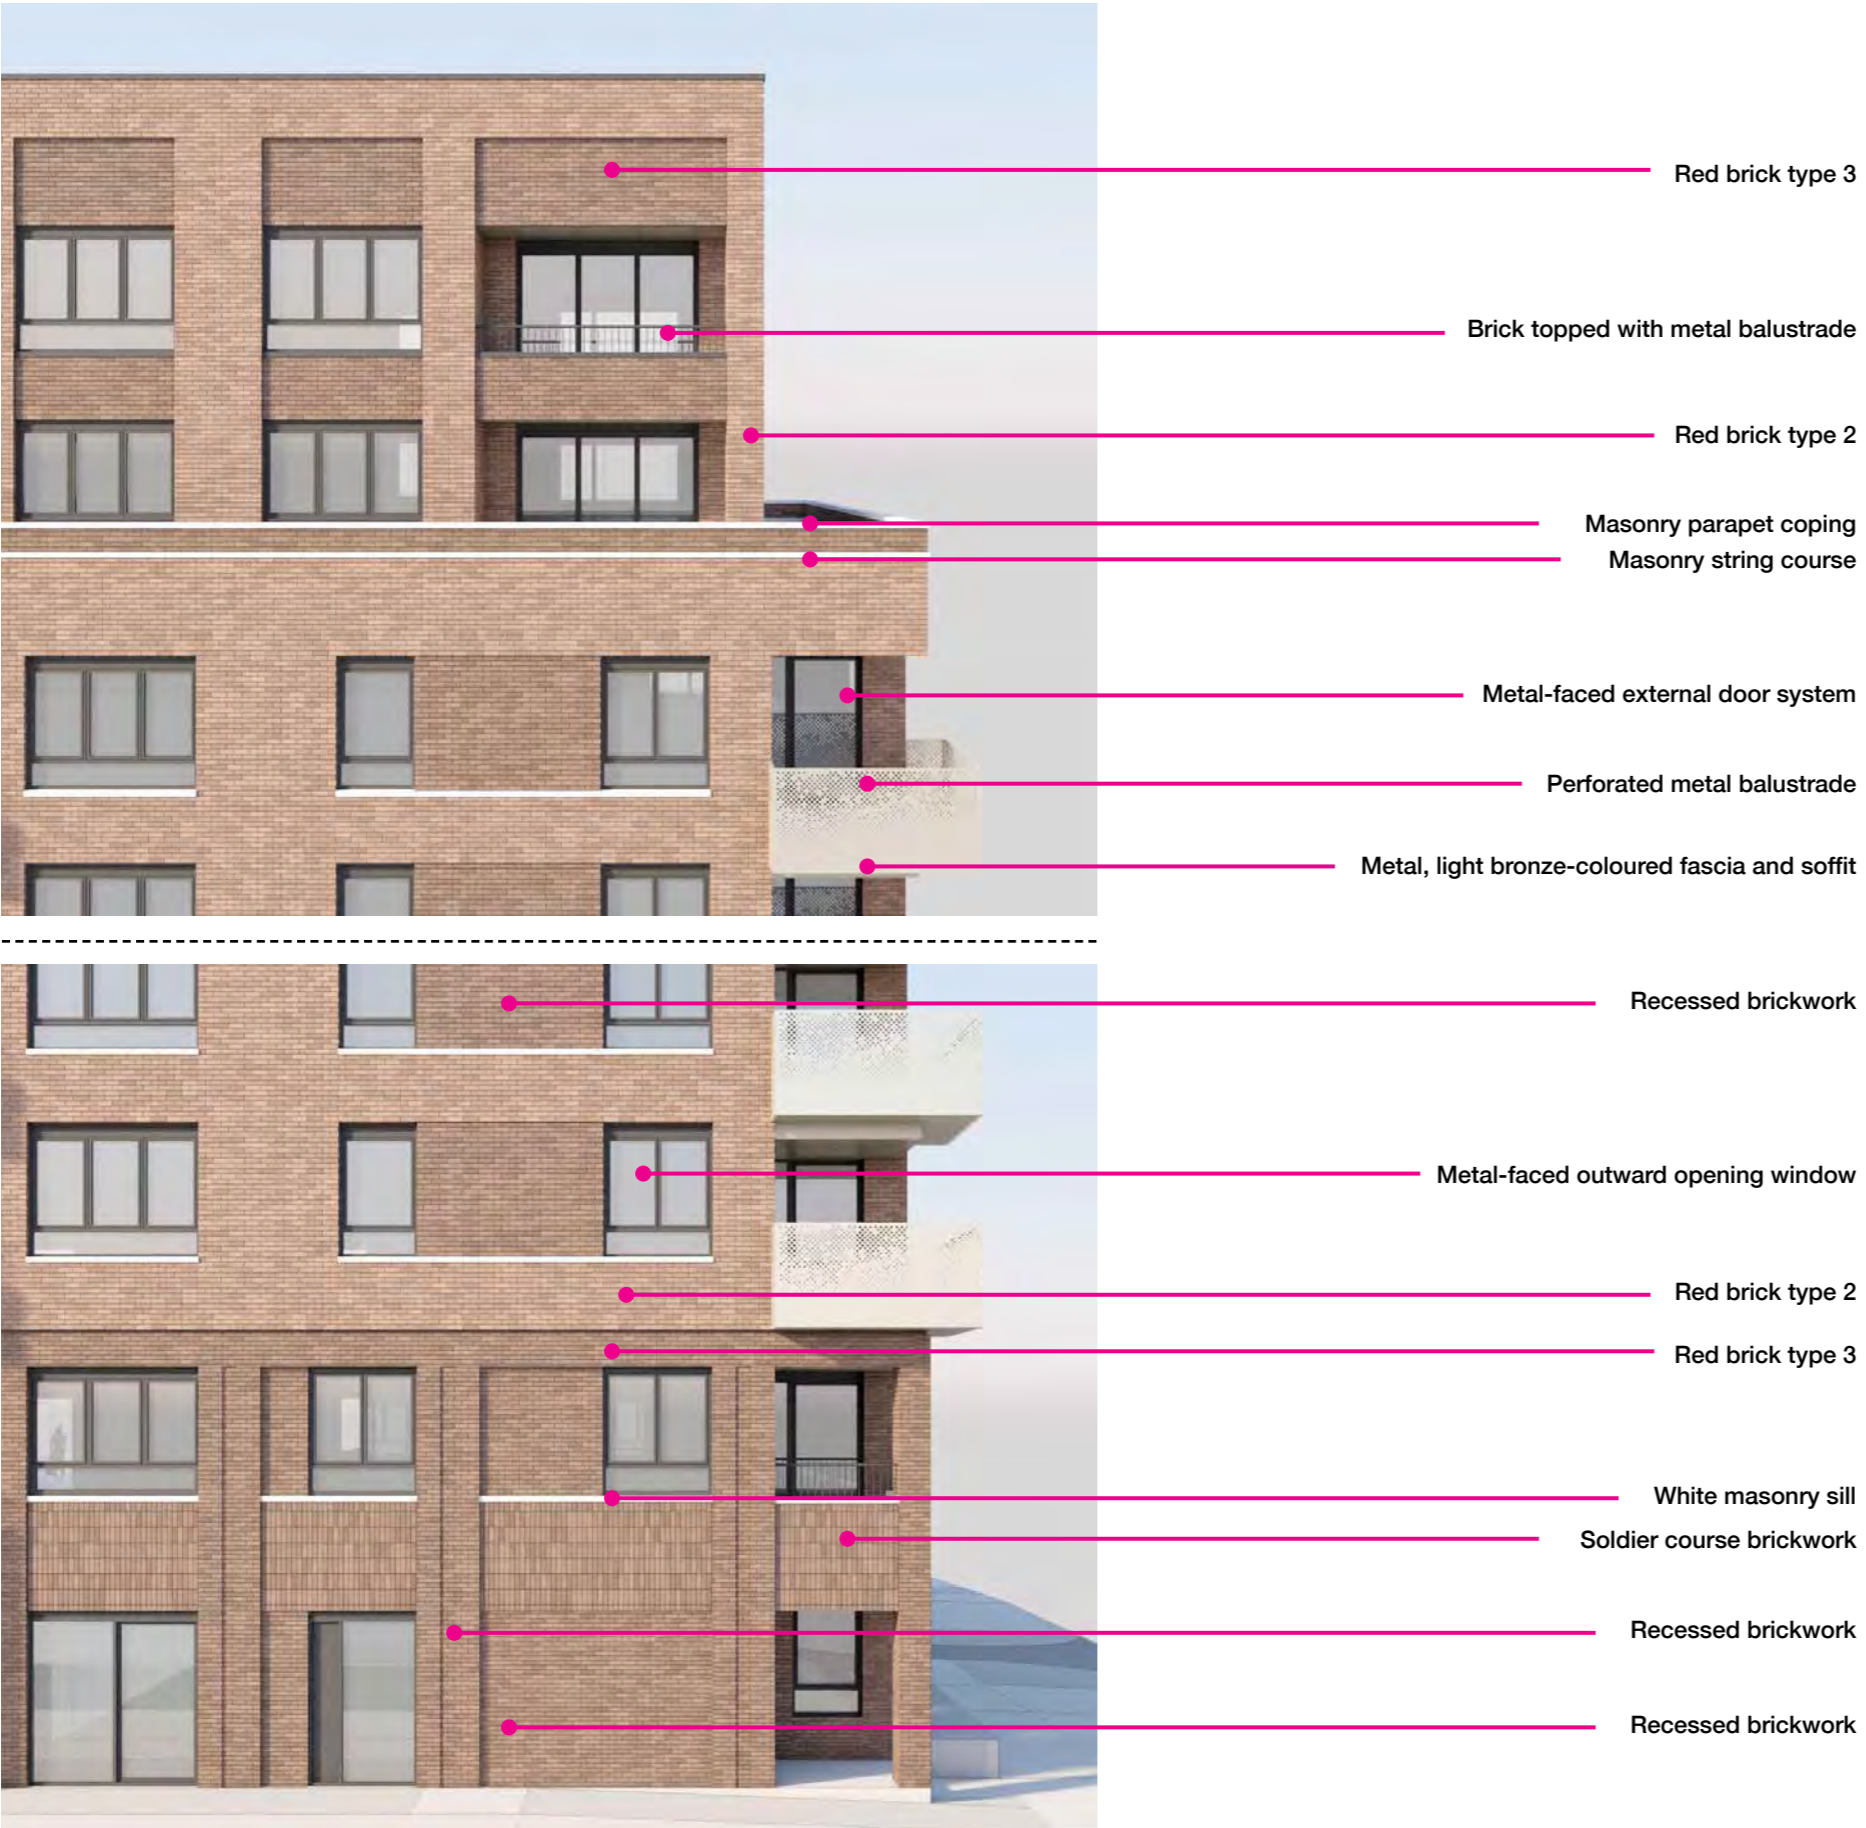 Red brick type 3
Brick topped with metal balustrade
Red brick type 2
Masonry parapet coping
Masonry string course
Metal-faced external door system
Perforated metal balustrade
Metal, light bronze-coloured fascia and soffit
Recessed brickwork
Metal-faced outward opening window
Red brick type 2
Red brick type 3
White masonry sill
Soldier course brickwork
Recessed brickwork
Recessed brickwork